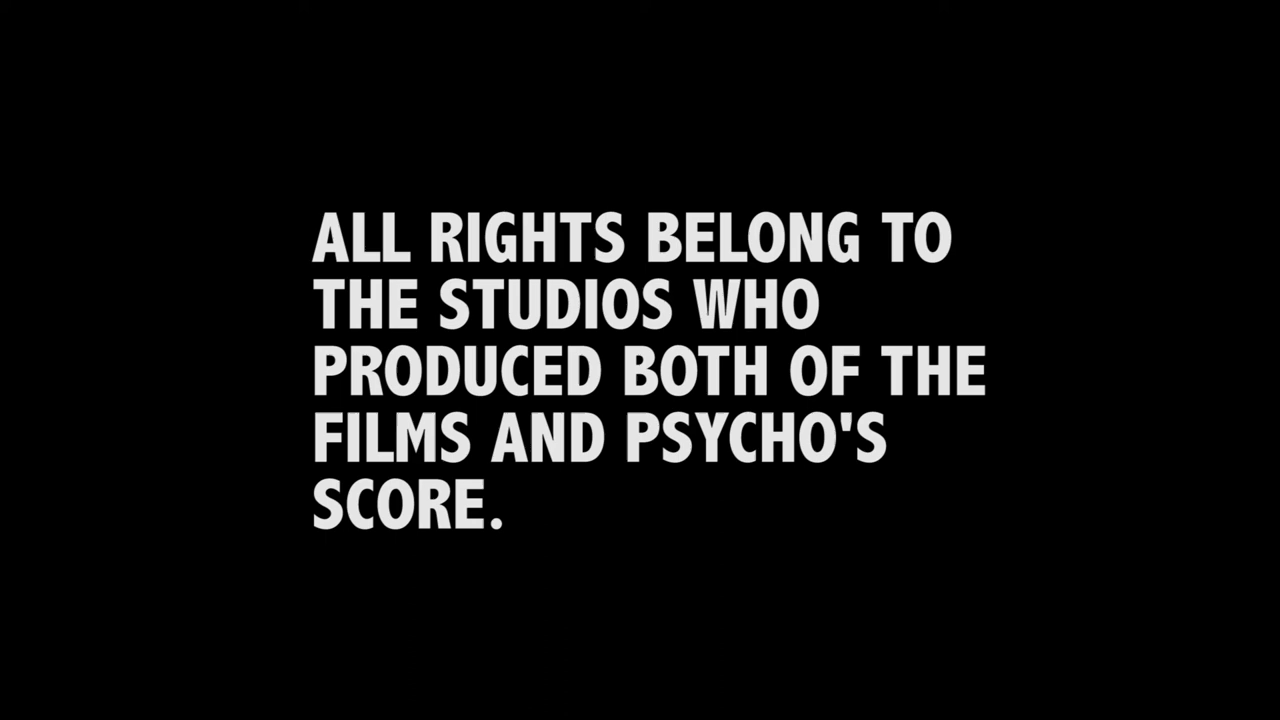 ALL RIGHTS BELONG TO
THE STUDIOS WHO
PRODUCED BOTH OF THE
FILMS AND PSYCHO'S
SCORE.